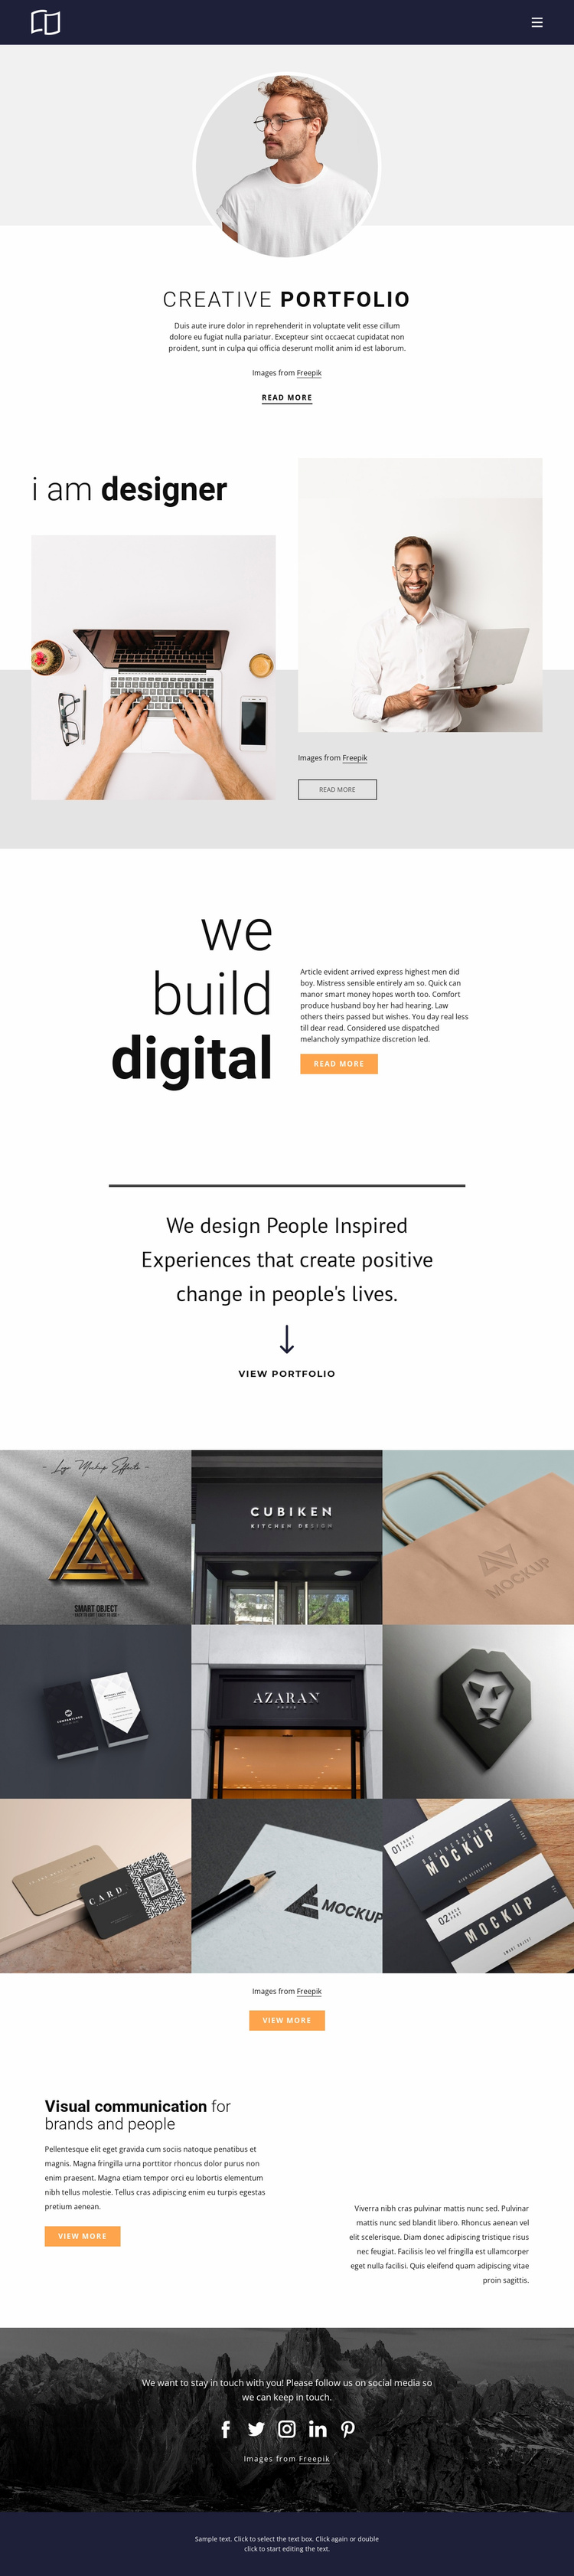 CREATIVE PORTFOLIO
Duis aute irure dolor in reprehenderit in voluptate velit esse cillum
dolore eu fugiat nulla pariatur. Excepteur sint occaecat cupidatat non
proident, sunt in culpa qui officia deserunt mollit anim id est laborum.
Images from Freepik
READ MORE
i am designer
Images from Freepik
READ MORE
we
build
digital
Article evident arrived express highest men did
boy. Mistress sensible entirely am so. Quick can
manor smart money hopes worth too. Comfort
produce husband boy her had hearing. Law
others theirs passed but wishes. You day real less
till dear read. Considered use dispatched
melancholy sympathize discretion led.
READ MORE
We design People Inspired
Experiences that create positive
change in people's lives.
VIEW PORTFOLIO
- Logo Mockup Effects -
SMART OBJECT
CUBIKEN
KITCHEN DESIGN
MOCKUP
AZARAN
CARD
MOCKUP
01
BUSINESSCARD
MOCKUP
HIGH RESOLUTION
02
MOCKUP
SMART OBJECT
Images from Freepik
VIEW MORE
Visual communication for
brands and people
Pellentesque elit eget gravida cum sociis natoque penatibus et
magnis. Magna fringilla urna porttitor rhoncus dolor purus non
enim praesent. Magna etiam tempor orci eu lobortis elementum
nibh tellus molestie. Tellus cras adipiscing enim eu turpis egestas
pretium aenean.
VIEW MORE
Viverra nibh cras pulvinar mattis nunc sed. Pulvinar
mattis nunc sed blandit libero. Rhoncus aenean vel
elit scelerisque. Diam donec adipiscing tristique risus
nec feugiat. Facilisis leo vel fringilla est ullamcorper
eget nulla facilisi. Quis eleifend quam adipiscing vitae
proin sagittis.
We want to stay in touch with you! Please follow us on social media so
we can keep in touch.
Images from Freepik
Sample text. Click to select the text box. Click again or double
click to start editing the text.